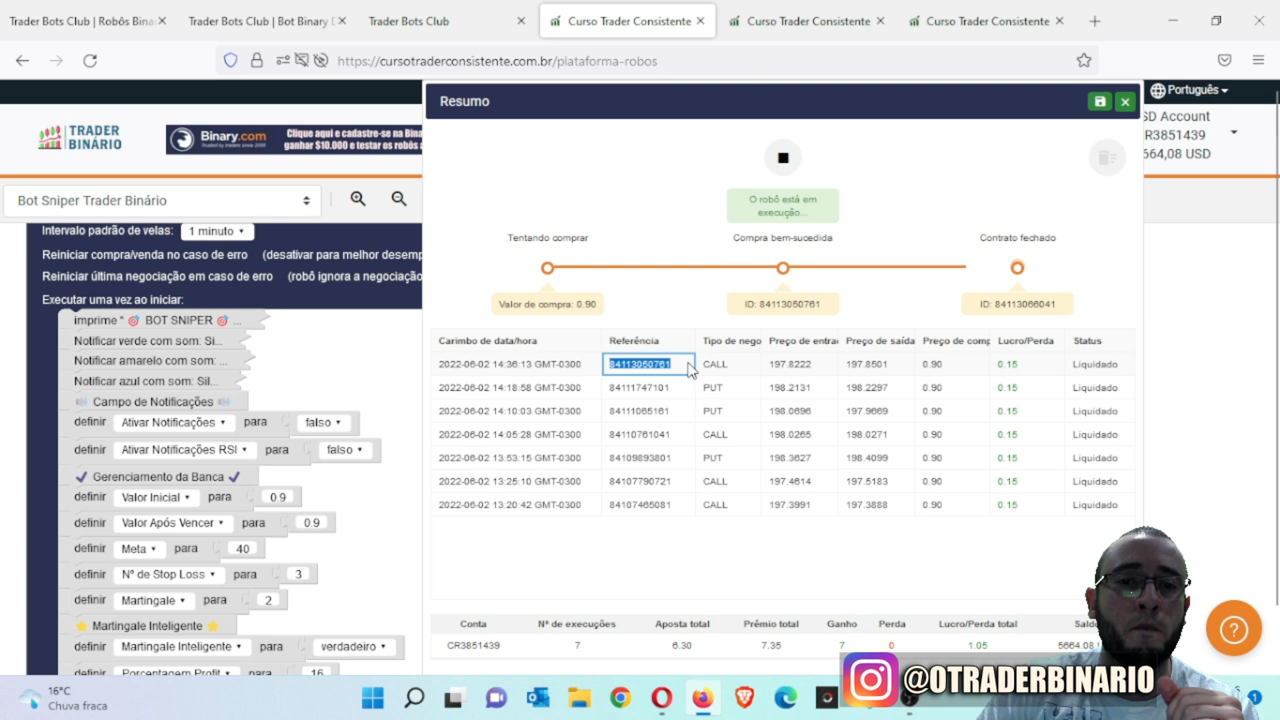 Trader Bots Club | Robôs Binar
Trader Bots Club | Bot Binary D
Trader Bots Club
Curso Trader Consistente
Curso Trader Consistente
Curso Trader Consistente
https://cursotraderconsistente.com.br/plataforma-robos
Português
TRADER
BINÁRIO
Binary.com
Clique aqui e cadastre-se na Bina
ganhar $10.000 e testar os robôs
SD Account
CR3851439
5664,08 USD
Bot Sniper Trader Binário
Intervalo padrão de velas: 1 minuto
Reiniciar compra/venda no caso de erro (desativar para melhor desemp
Reiniciar última negociação em caso de erro (robô ignora a negociação
Executar uma vez ao iniciar:
imprime " 🎯 BOT SNIPER 🎯 ...
Notificar verde com som: Si...
Notificar amarelo com som: ...
Notificar azul com som: Sil...
Campo de Notificações
definir Ativar Notificações para falso
definir Ativar Notificações RSI para falso
✔ Gerenciamento da Banca ✔
definir Valor Inicial para 0.9
definir Valor Após Vencer para 0.9
definir Meta para 40
definir Nº de Stop Loss para 3
definir Martingale para 2
⭐ Martingale Inteligente ⭐
definir Martingale Inteligente para verdadeiro
definir Porcentagem Profit para 16
Resumo
O robô está em
execução...
Tentando comprar Compra bem-sucedida Contrato fechado
Valor de compra: 0.90 ID: 84113050761 ID: 84113066041
Carimbo de data/hora Referência Tipo de nego Preço de entra Preço de saída Preço de comp Lucro/Perda Status
2022-06-02 14:36:13 GMT-0300 84113050761 CALL 197.8222 197.8501 0.90 0.15 Liquidado
2022-06-02 14:18:58 GMT-0300 84111747101 PUT 198.2131 198.2297 0.90 0.15 Liquidado
2022-06-02 14:10:03 GMT-0300 84111065161 PUT 198.0696 197.9669 0.90 0.15 Liquidado
2022-06-02 14:05:28 GMT-0300 84110761041 CALL 198.0265 198.0271 0.90 0.15 Liquidado
2022-06-02 13:53:15 GMT-0300 84109893801 PUT 198.3627 198.4099 0.90 0.15 Liquidado
2022-06-02 13:25:10 GMT-0300 84107790721 CALL 197.4614 197.5183 0.90 0.15 Liquidado
2022-06-02 13:20:42 GMT-0300 84107465081 CALL 197.3991 197.3888 0.90 0.15 Liquidado
Conta Nº de execuções Aposta total Prêmio total Ganho Perda Lucro/Perda total Saldo
CR3851439 7 6.30 7.35 7 0 1.05 5664.08
@OTRADERBINARIO
16°C
Chuva fraca
1